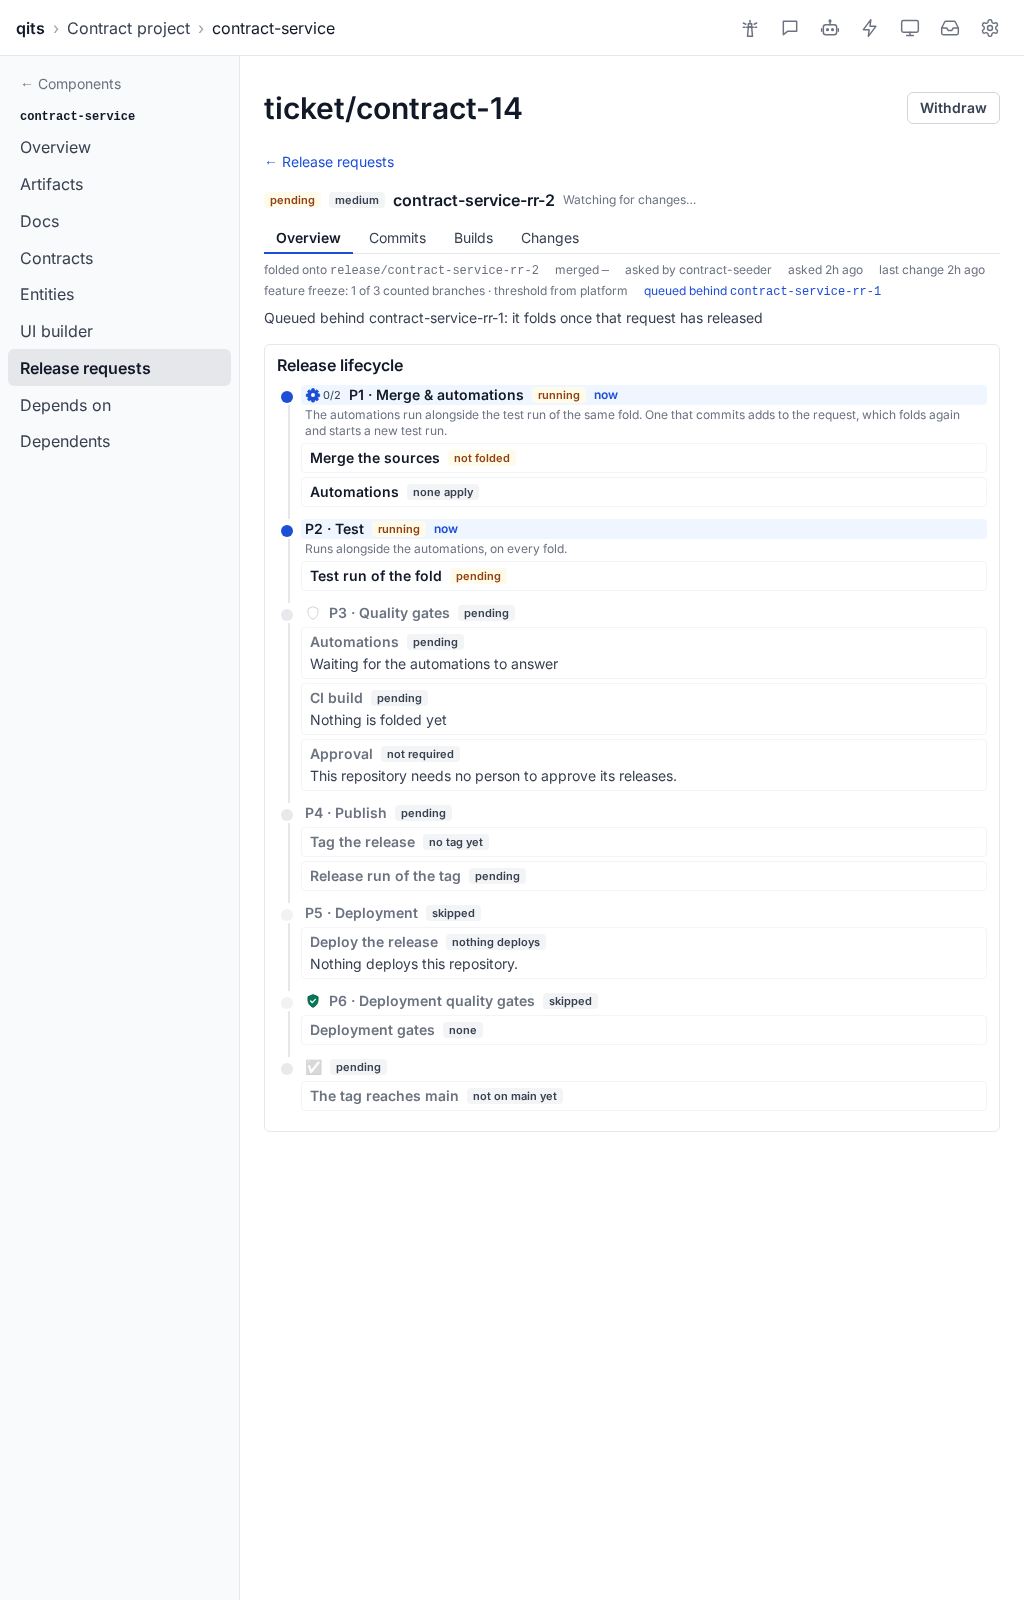 qits › Contract project › contract-service
← Components
contract-service
Overview
Artifacts
Docs
Contracts
Entities
UI builder
Release requests
Depends on
Dependents
ticket/contract-14
Withdraw
← Release requests
pending medium contract-service-rr-2 Watching for changes…
Overview Commits Builds Changes
folded onto release/contract-service-rr-2 merged — asked by contract-seeder asked 2h ago last change 2h ago
feature freeze: 1 of 3 counted branches · threshold from platform queued behind contract-service-rr-1
Queued behind contract-service-rr-1: it folds once that request has released
Release lifecycle
0/2 P1 · Merge & automations running now
The automations run alongside the test run of the same fold. One that commits adds to the request, which folds again
and starts a new test run.
Merge the sources not folded
Automations none apply
P2 · Test running now
Runs alongside the automations, on every fold.
Test run of the fold pending
P3 · Quality gates pending
Automations pending
Waiting for the automations to answer
CI build pending
Nothing is folded yet
Approval not required
This repository needs no person to approve its releases.
P4 · Publish pending
Tag the release no tag yet
Release run of the tag pending
P5 · Deployment skipped
Deploy the release nothing deploys
Nothing deploys this repository.
P6 · Deployment quality gates skipped
Deployment gates none
pending
The tag reaches main not on main yet